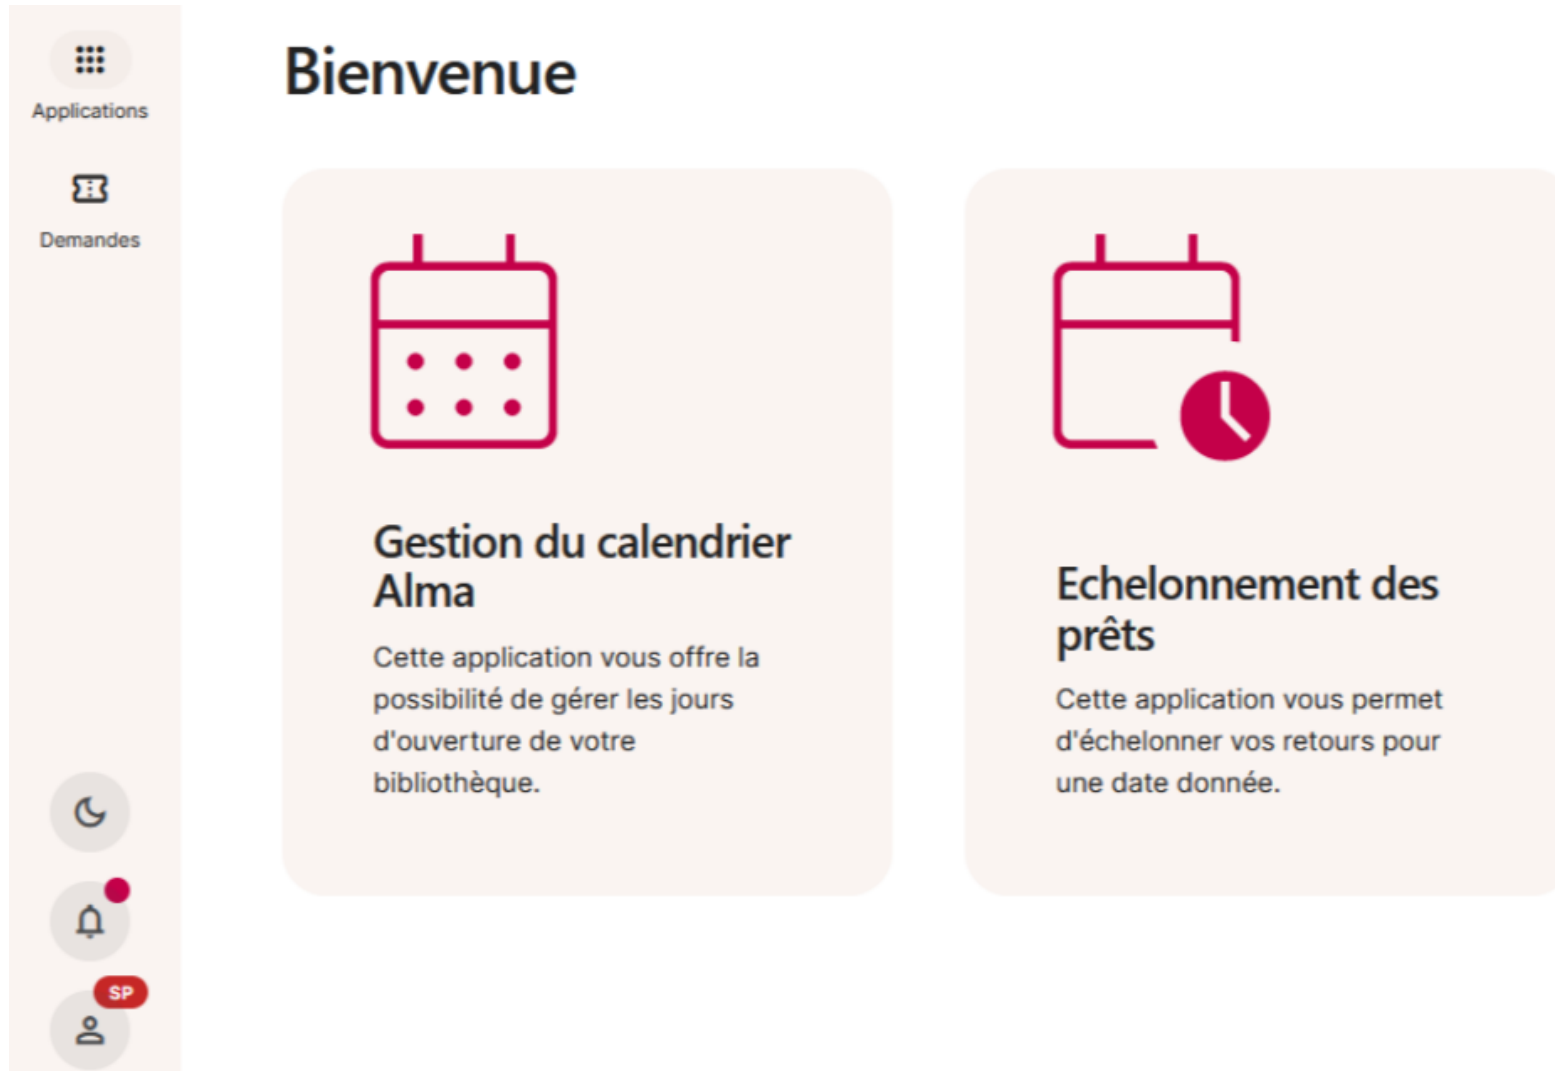 Applications
Demandes
SP
Bienvenue
Gestion du calendrier
Alma
Cette application vous offre la
possibilité de gérer les jours
d'ouverture de votre
bibliothèque.
Echelonnement des
prêts
Cette application vous permet
d'échelonner vos retours pour
une date donnée.